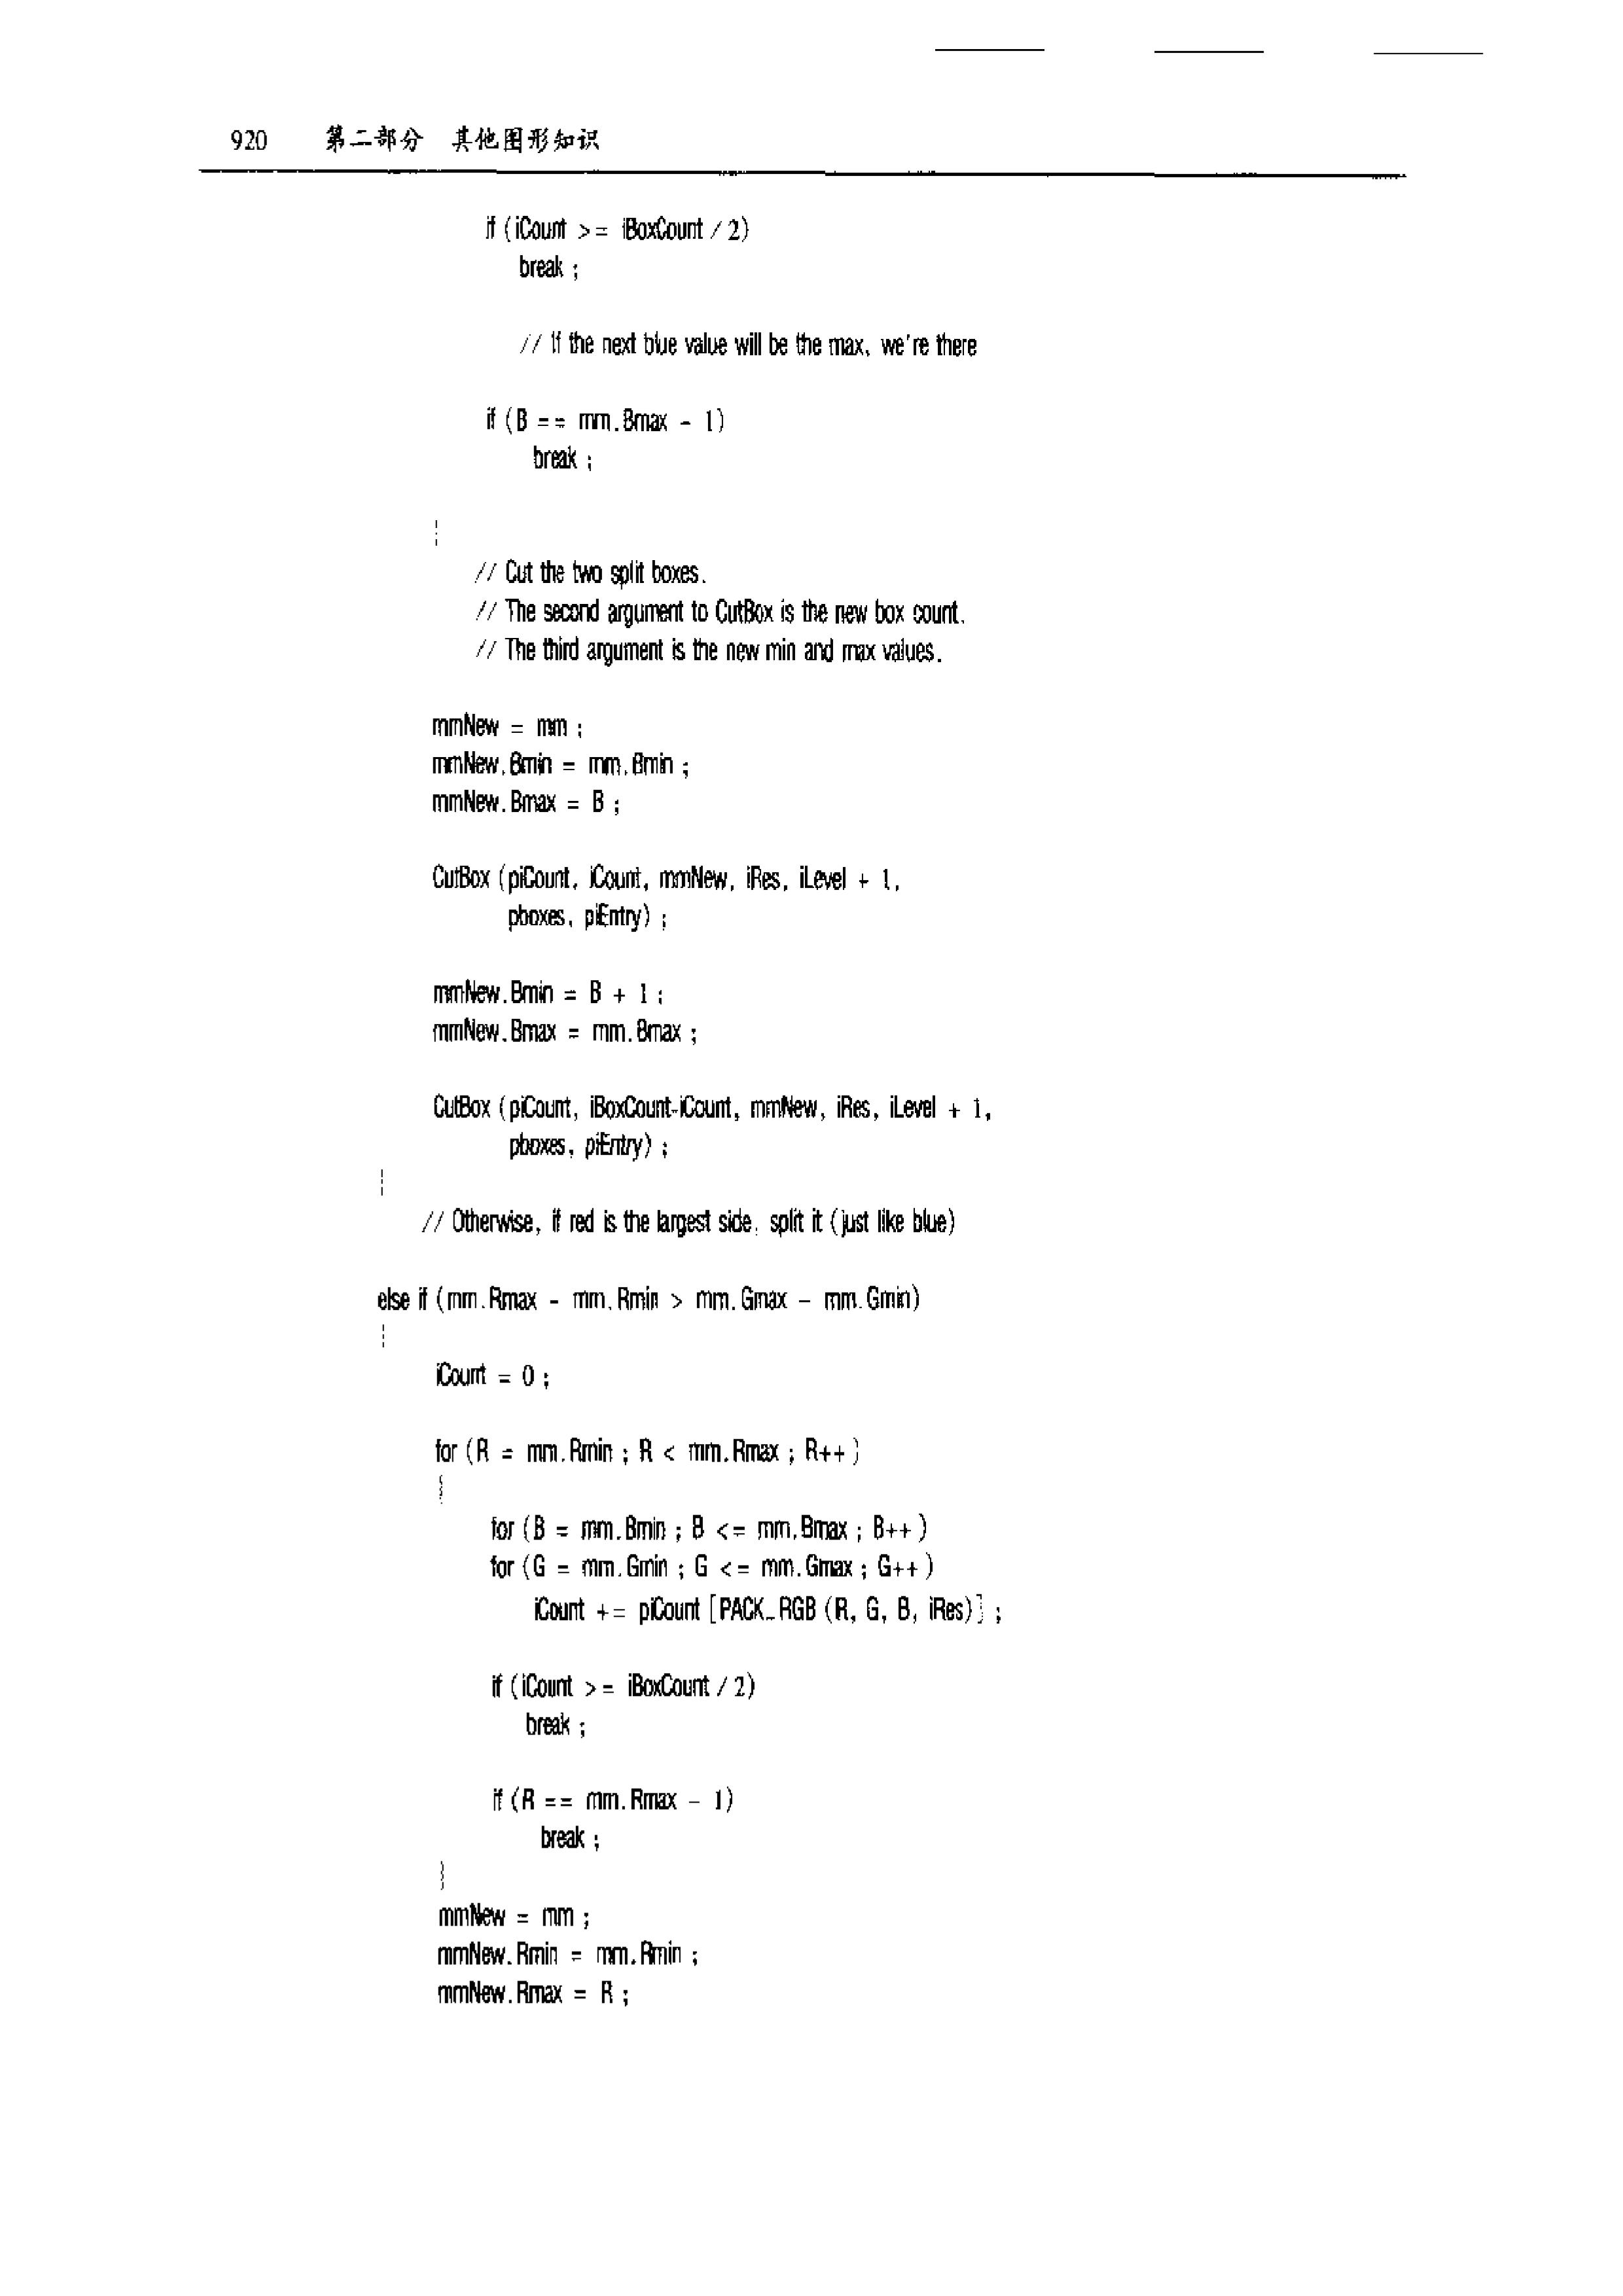 920 第二部分 其他图形知识
if (iCount >= iBoxCount / 2)
break ;
// If the next blue value will be the max, we're there
if (B == mm.Bmax - 1)
break ;
}
// Cut the two split boxes.
// The second argument to CutBox is the new box count.
// The third argument is the new min and max values.
mmNew = mm ;
mmNew.Bmin = mm.Bmin ;
mmNew.Bmax = B ;
CutBox (piCount, iCount, mmNew, iRes, iLevel + 1,
pboxes, piEntry) ;
mmNew.Bmin = B + 1 ;
mmNew.Bmax = mm.Bmax ;
CutBox (piCount, iBoxCount-iCount, mmNew, iRes, iLevel + 1,
pboxes, piEntry) ;
}
// Otherwise, if red is the largest side, split it (just like blue)
else if (mm.Rmax - mm.Rmin > mm.Gmax - mm.Gmin)
{
iCount = 0 ;
for (R = mm.Rmin ; R < mm.Rmax ; R++ )
{
for (B = mm.Bmin ; B <= mm.Bmax ; B++ )
for (G = mm.Gmin ; G <= mm.Gmax ; G++ )
iCount += piCount [PACK_RGB (R, G, B, iRes)] ;
if (iCount >= iBoxCount / 2)
break ;
if (R == mm.Rmax - 1)
break ;
}
mmNew = mm ;
mmNew.Rmin = mm.Rmin ;
mmNew.Rmax = R ;